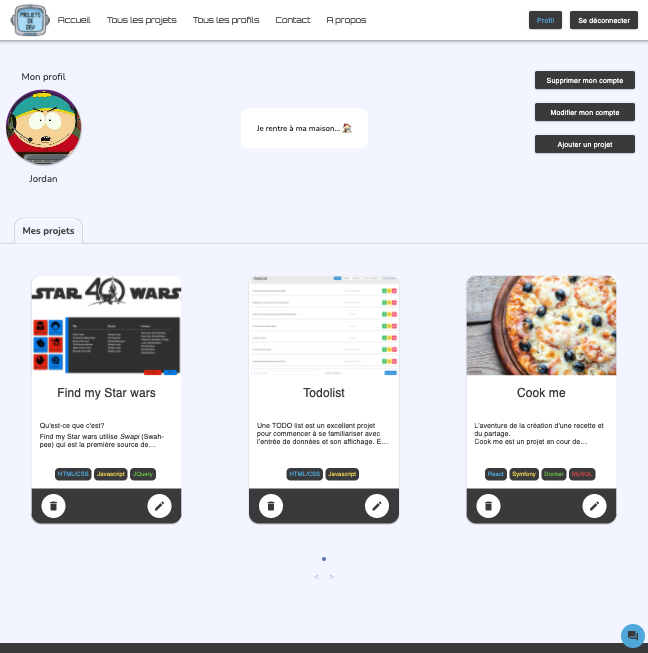 PROJETS
DE
DEV
Accueil
Tous les projets
Tous les profils
Contact
A propos
Profil
Se déconnecter
Mon profil
Jordan
Je rentre à ma maison...
Supprimer mon compte
Modifier mon compte
Ajouter un projet
Mes projets
STAR 40 WARS
Find my Star wars
Qu'est-ce que c'est?
Find my Star wars utilise Swapi (Swah-
pee) qui est la première source de...
HTML/CSS
Javascript
JQuery
TODOLIST
Todolist
Une TODO list est un excellent projet
pour commencer à se familiariser avec
l'entrée de données et son affichage. E...
HTML/CSS
Javascript
Cook me
L'aventure de la création d'une recette et
du partage.
Cook me est un projet en cour de...
React
Symfony
Docker
MySQL
< >